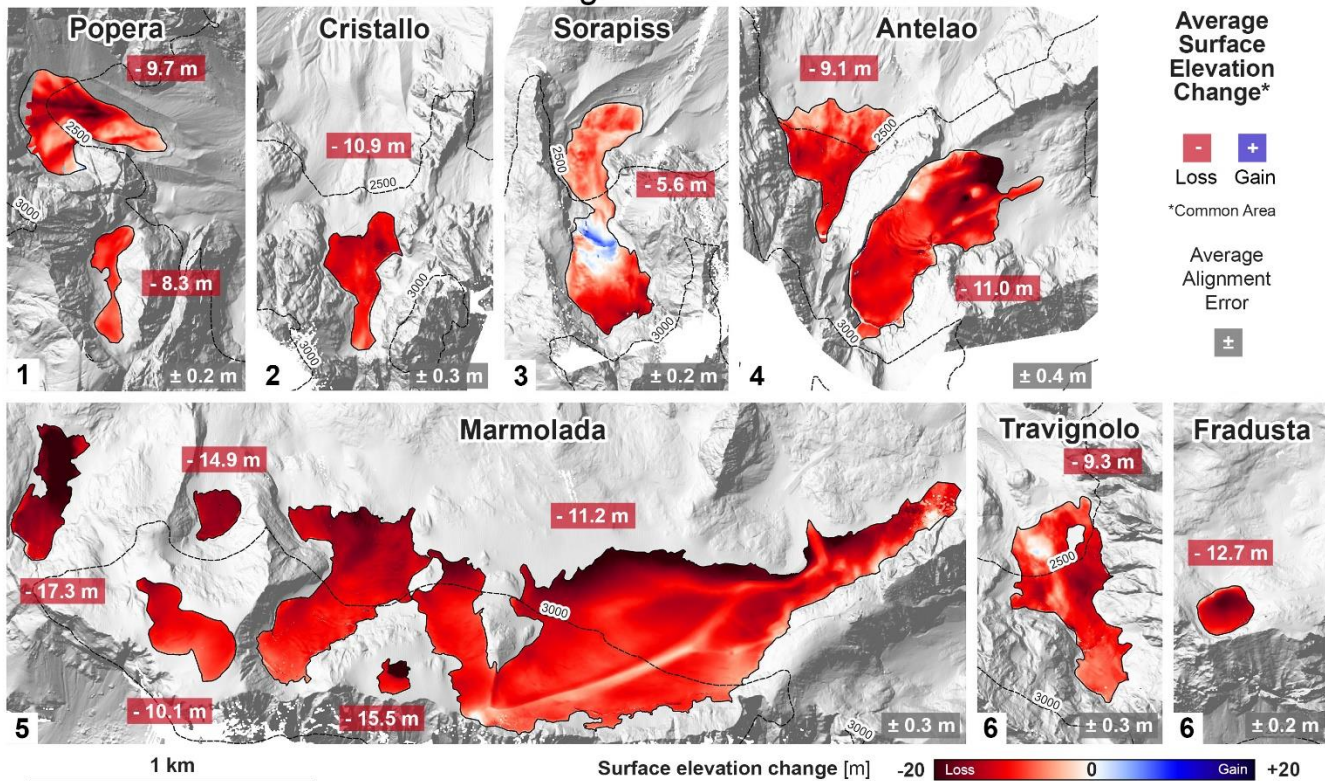 Popera
- 9.7 m
2500
3000
- 8.3 m
1
± 0.2 m
Cristallo
- 10.9 m
2500
3000
3000
2
± 0.3 m
Sorapiss
2500
- 5.6 m
3000
3
± 0.2 m
Antelao
- 9.1 m
2500
- 11.0 m
3000
4
± 0.4 m
Average
Surface
Elevation
Change*
- +
Loss Gain
*Common Area
Average
Alignment
Error
±
Marmolada
- 14.9 m
- 11.2 m
- 17.3 m
3000
- 10.1 m
- 15.5 m
3000
5
± 0.3 m
Travignolo
- 9.3 m
2500
3000
6
± 0.3 m
Fradusta
- 12.7 m
6
± 0.2 m
1 km
Surface elevation change [m] -20 Loss 0 Gain +20